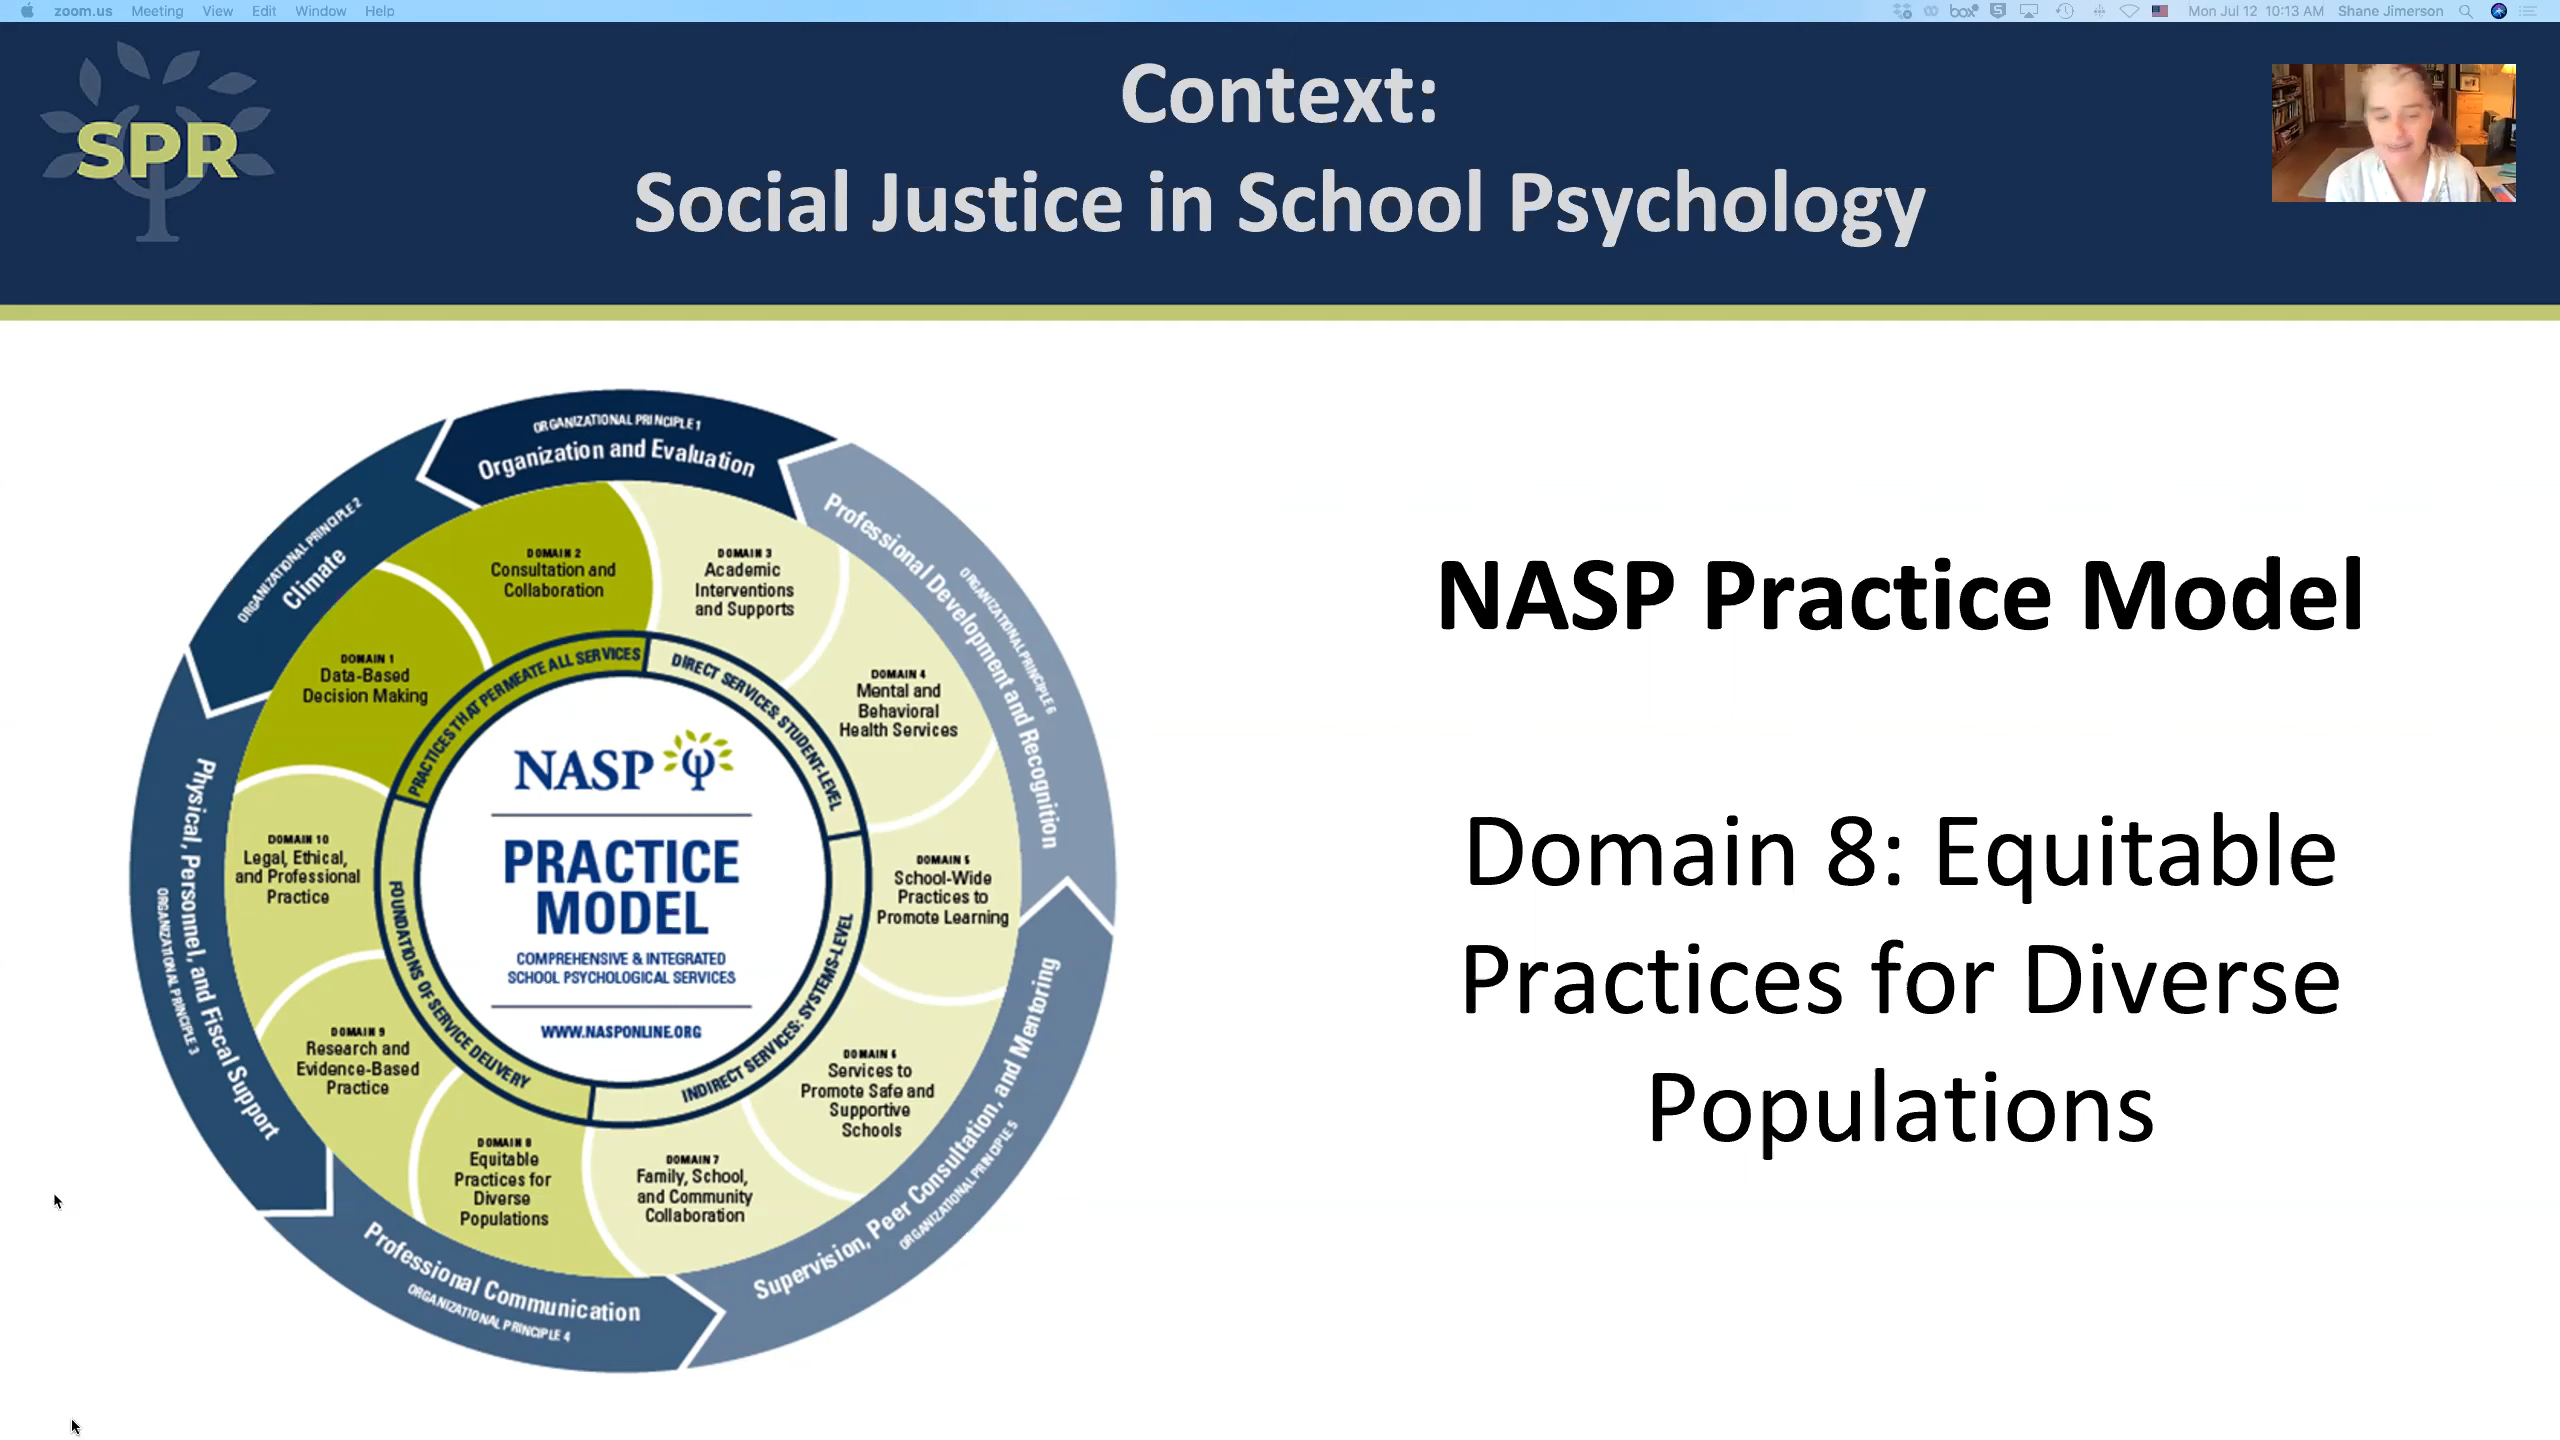 zoom.us Meeting View Edit Window Help
box Mon Jul 12 10:13 AM Shane Jimerson
SPR
Context:
Social Justice in School Psychology
ORGANIZATIONAL PRINCIPLE 1
Organization and Evaluation
ORGANIZATIONAL PRINCIPLE 2
Climate
Physical, Personnel, and Fiscal Support
ORGANIZATIONAL PRINCIPLE 3
Professional Communication
ORGANIZATIONAL PRINCIPLE 4
Supervision, Peer Consultation, and Mentoring
ORGANIZATIONAL PRINCIPLE 5
ORGANIZATIONAL PRINCIPLE 6
Professional Development and Recognition
DOMAIN 1
Data-Based
Decision Making
DOMAIN 2
Consultation and
Collaboration
DOMAIN 3
Academic
Interventions
and Supports
DOMAIN 4
Mental and
Behavioral
Health Services
DOMAIN 5
School-Wide
Practices to
Promote Learning
DOMAIN 6
Services to
Promote Safe and
Supportive
Schools
DOMAIN 7
Family, School,
and Community
Collaboration
DOMAIN 8
Equitable
Practices for
Diverse
Populations
DOMAIN 9
Research and
Evidence-Based
Practice
DOMAIN 10
Legal, Ethical,
and Professional
Practice
PRACTICES THAT PERMEATE ALL SERVICES
DIRECT SERVICES: STUDENT-LEVEL
INDIRECT SERVICES: SYSTEMS-LEVEL
FOUNDATIONS OF SERVICE DELIVERY
NASP
PRACTICE
MODEL
COMPREHENSIVE & INTEGRATED
SCHOOL PSYCHOLOGICAL SERVICES
WWW.NASPONLINE.ORG
NASP Practice Model
Domain 8: Equitable
Practices for Diverse
Populations